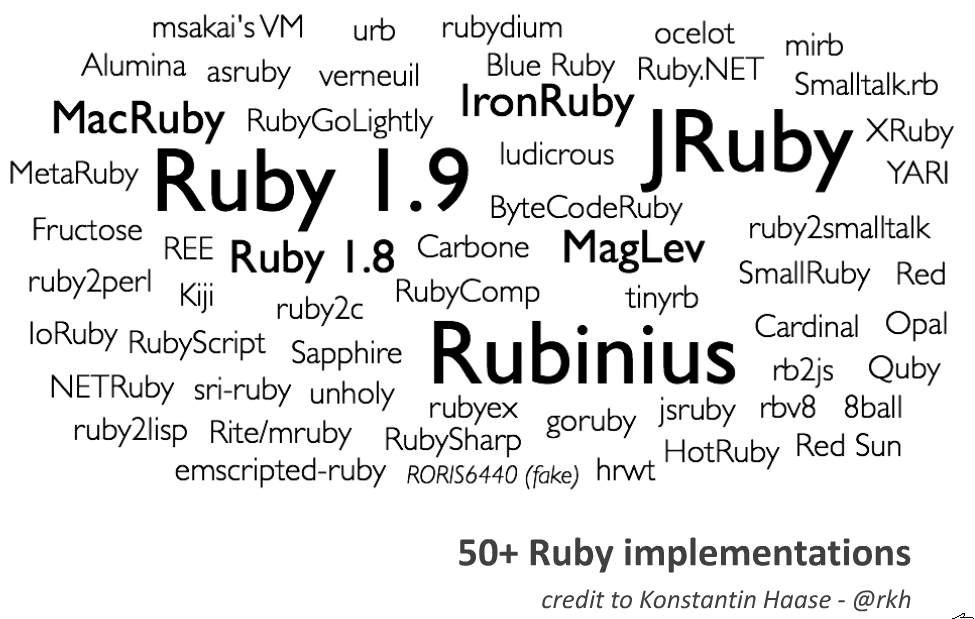 msakai's VM urb rubydium ocelot mirb
Alumina asruby verneuil Blue Ruby Ruby.NET Smalltalk.rb
MacRuby RubyGoLightly IronRuby JRuby XRuby
MetaRuby Ruby 1.9 ludicrous YARI
ByteCodeRuby
Fructose REE Ruby 1.8 Carbone MagLev ruby2smalltalk
ruby2perl Kiji ruby2c RubyComp tinyrb SmallRuby Red
IoRuby RubyScript Sapphire Rubinius Cardinal Opal
NETRuby sri-ruby unholy rb2js Quby
rubyex goruby jsruby rbv8 8ball
ruby2lisp Rite/mruby RubySharp HotRuby Red Sun
emscripted-ruby RORIS6440 (fake) hrwt
50+ Ruby implementations
credit to Konstantin Haase - @rkh